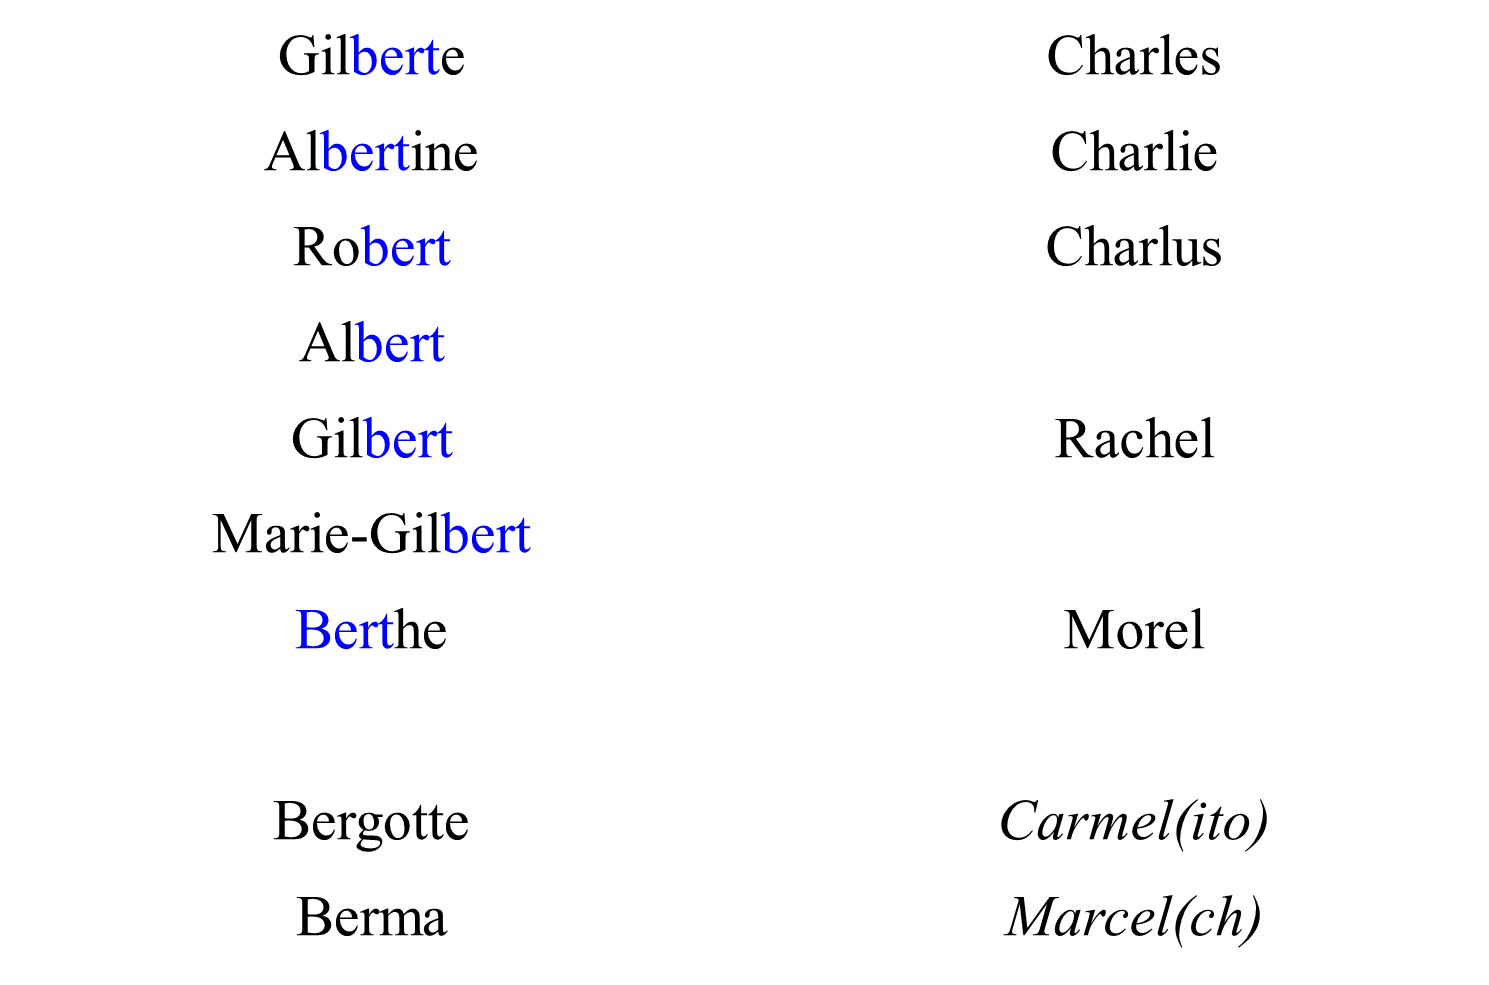 Gilberte Charles
Albertine Charlie
Robert Charlus
Albert
Gilbert Rachel
Marie-Gilbert
Berthe Morel
Bergotte Carmel(ito)
Berma Marcel(ch)